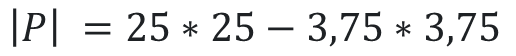 |P| = 25 ∗ 25 − 3,75 ∗ 3,75